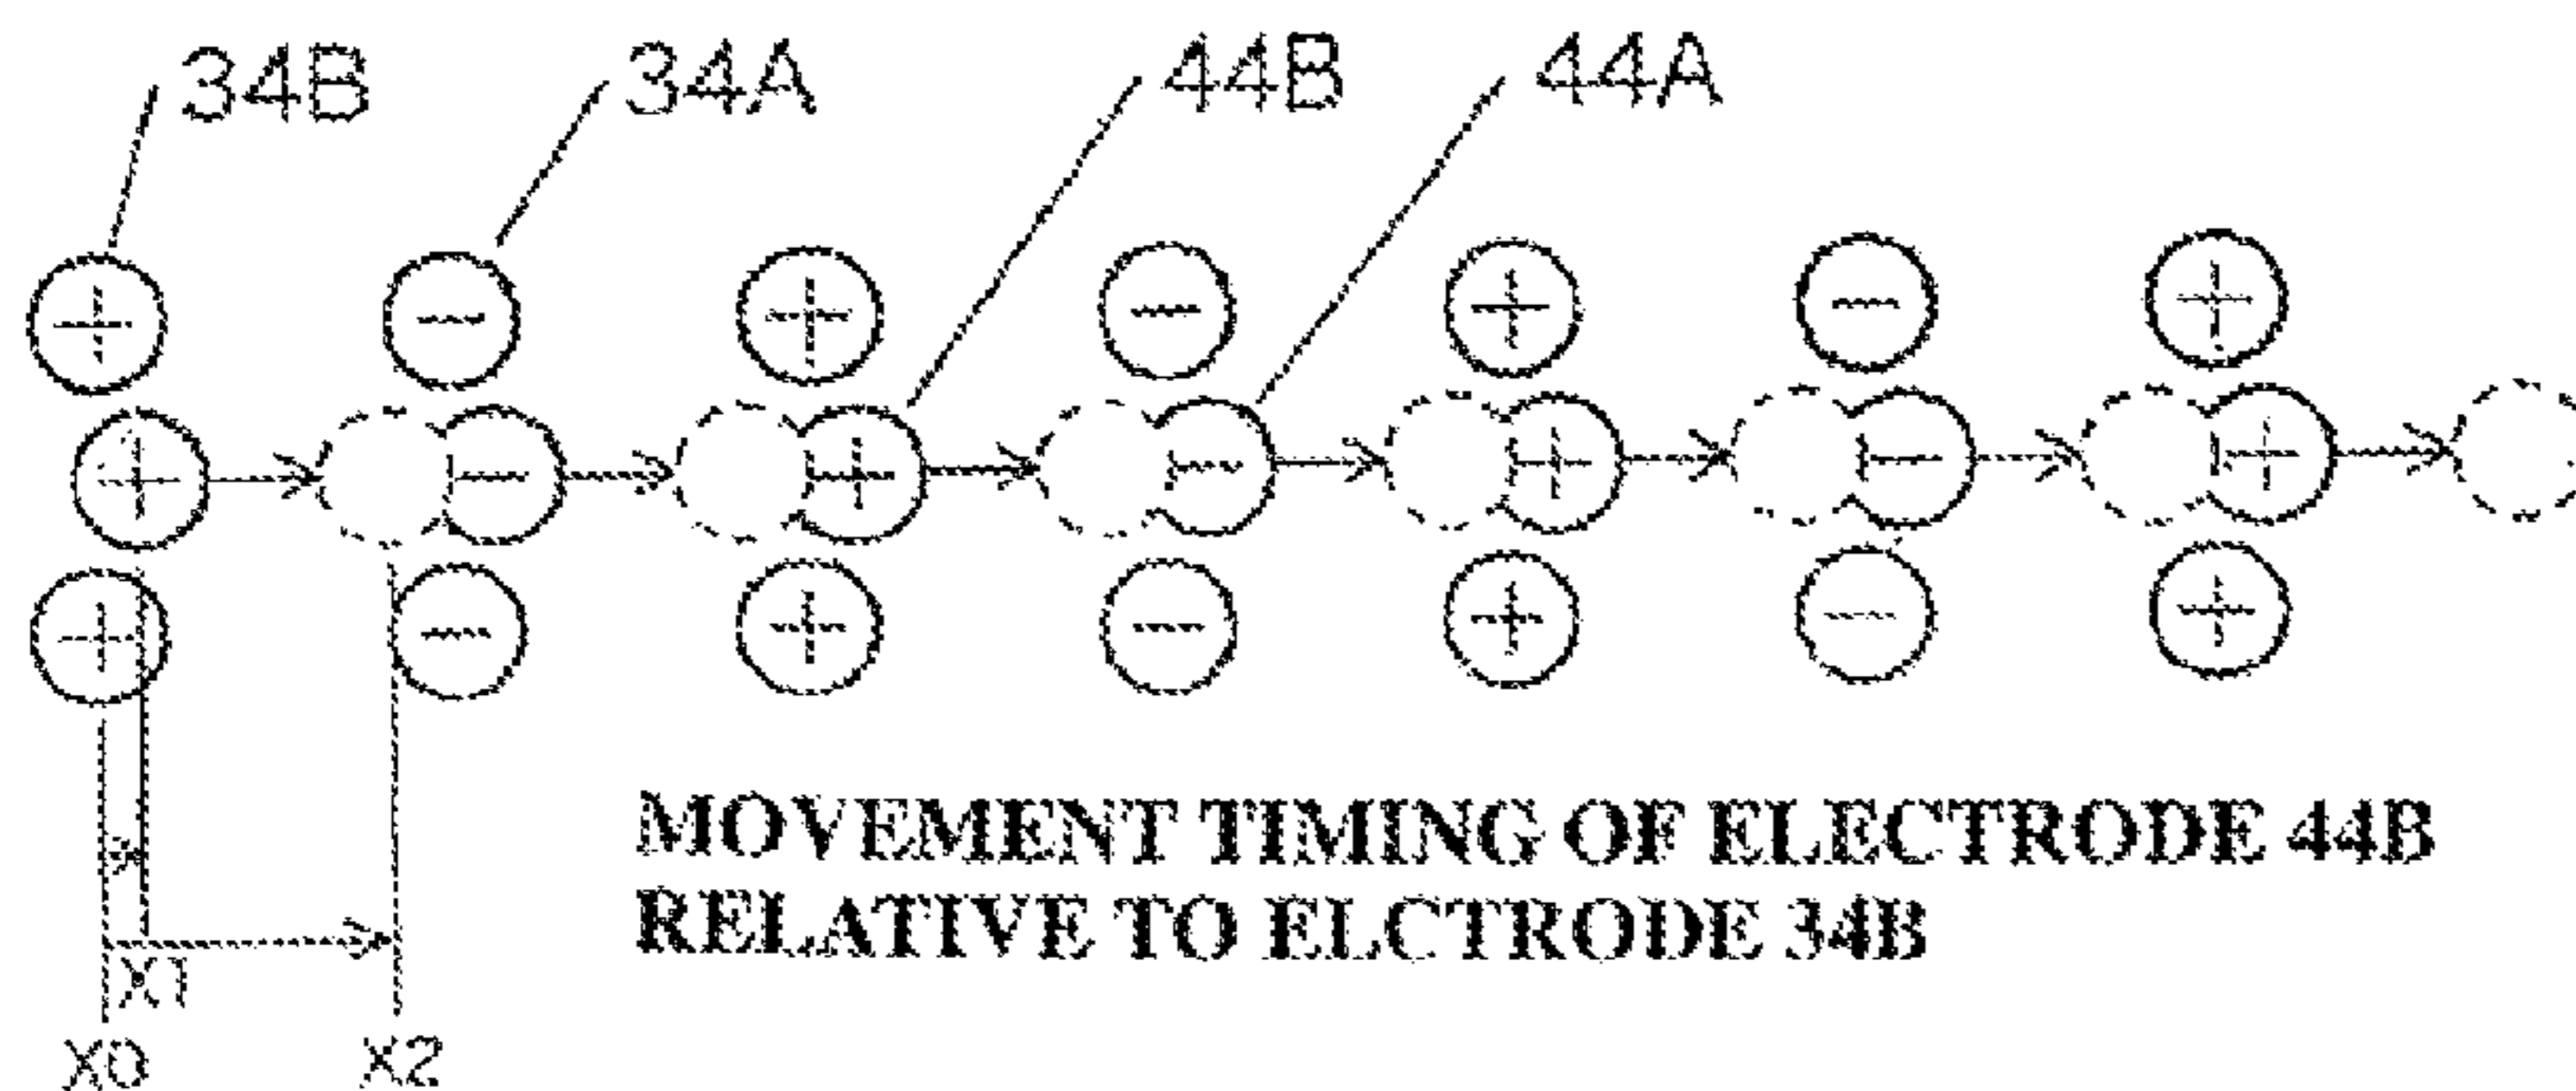 34B 34A 44B 44A
+ - + - + - +
+ - + - + - +
+ - + - + - +
MOVEMENT TIMING OF ELECTRODE 44B
RELATIVE TO ELCTRODE 34B
X1
X0 X2